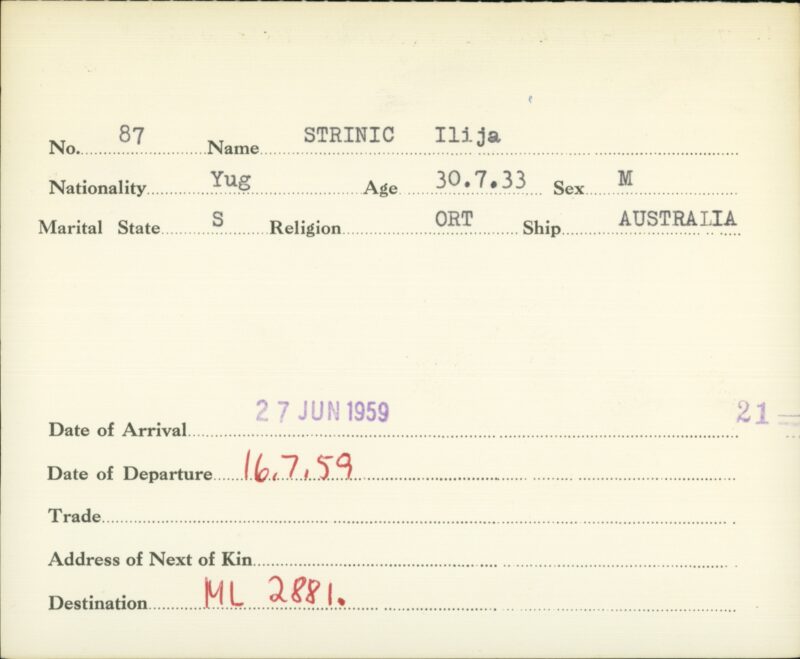 No. 87 Name STRINIC Ilija
Nationality Yug Age 30.7.33 Sex M
Marital State S Religion ORT Ship AUSTRALIA
27 JUN 1959 21
Date of Arrival
Date of Departure 16.7.59
Trade
Address of Next of Kin
Destination ML 2881.